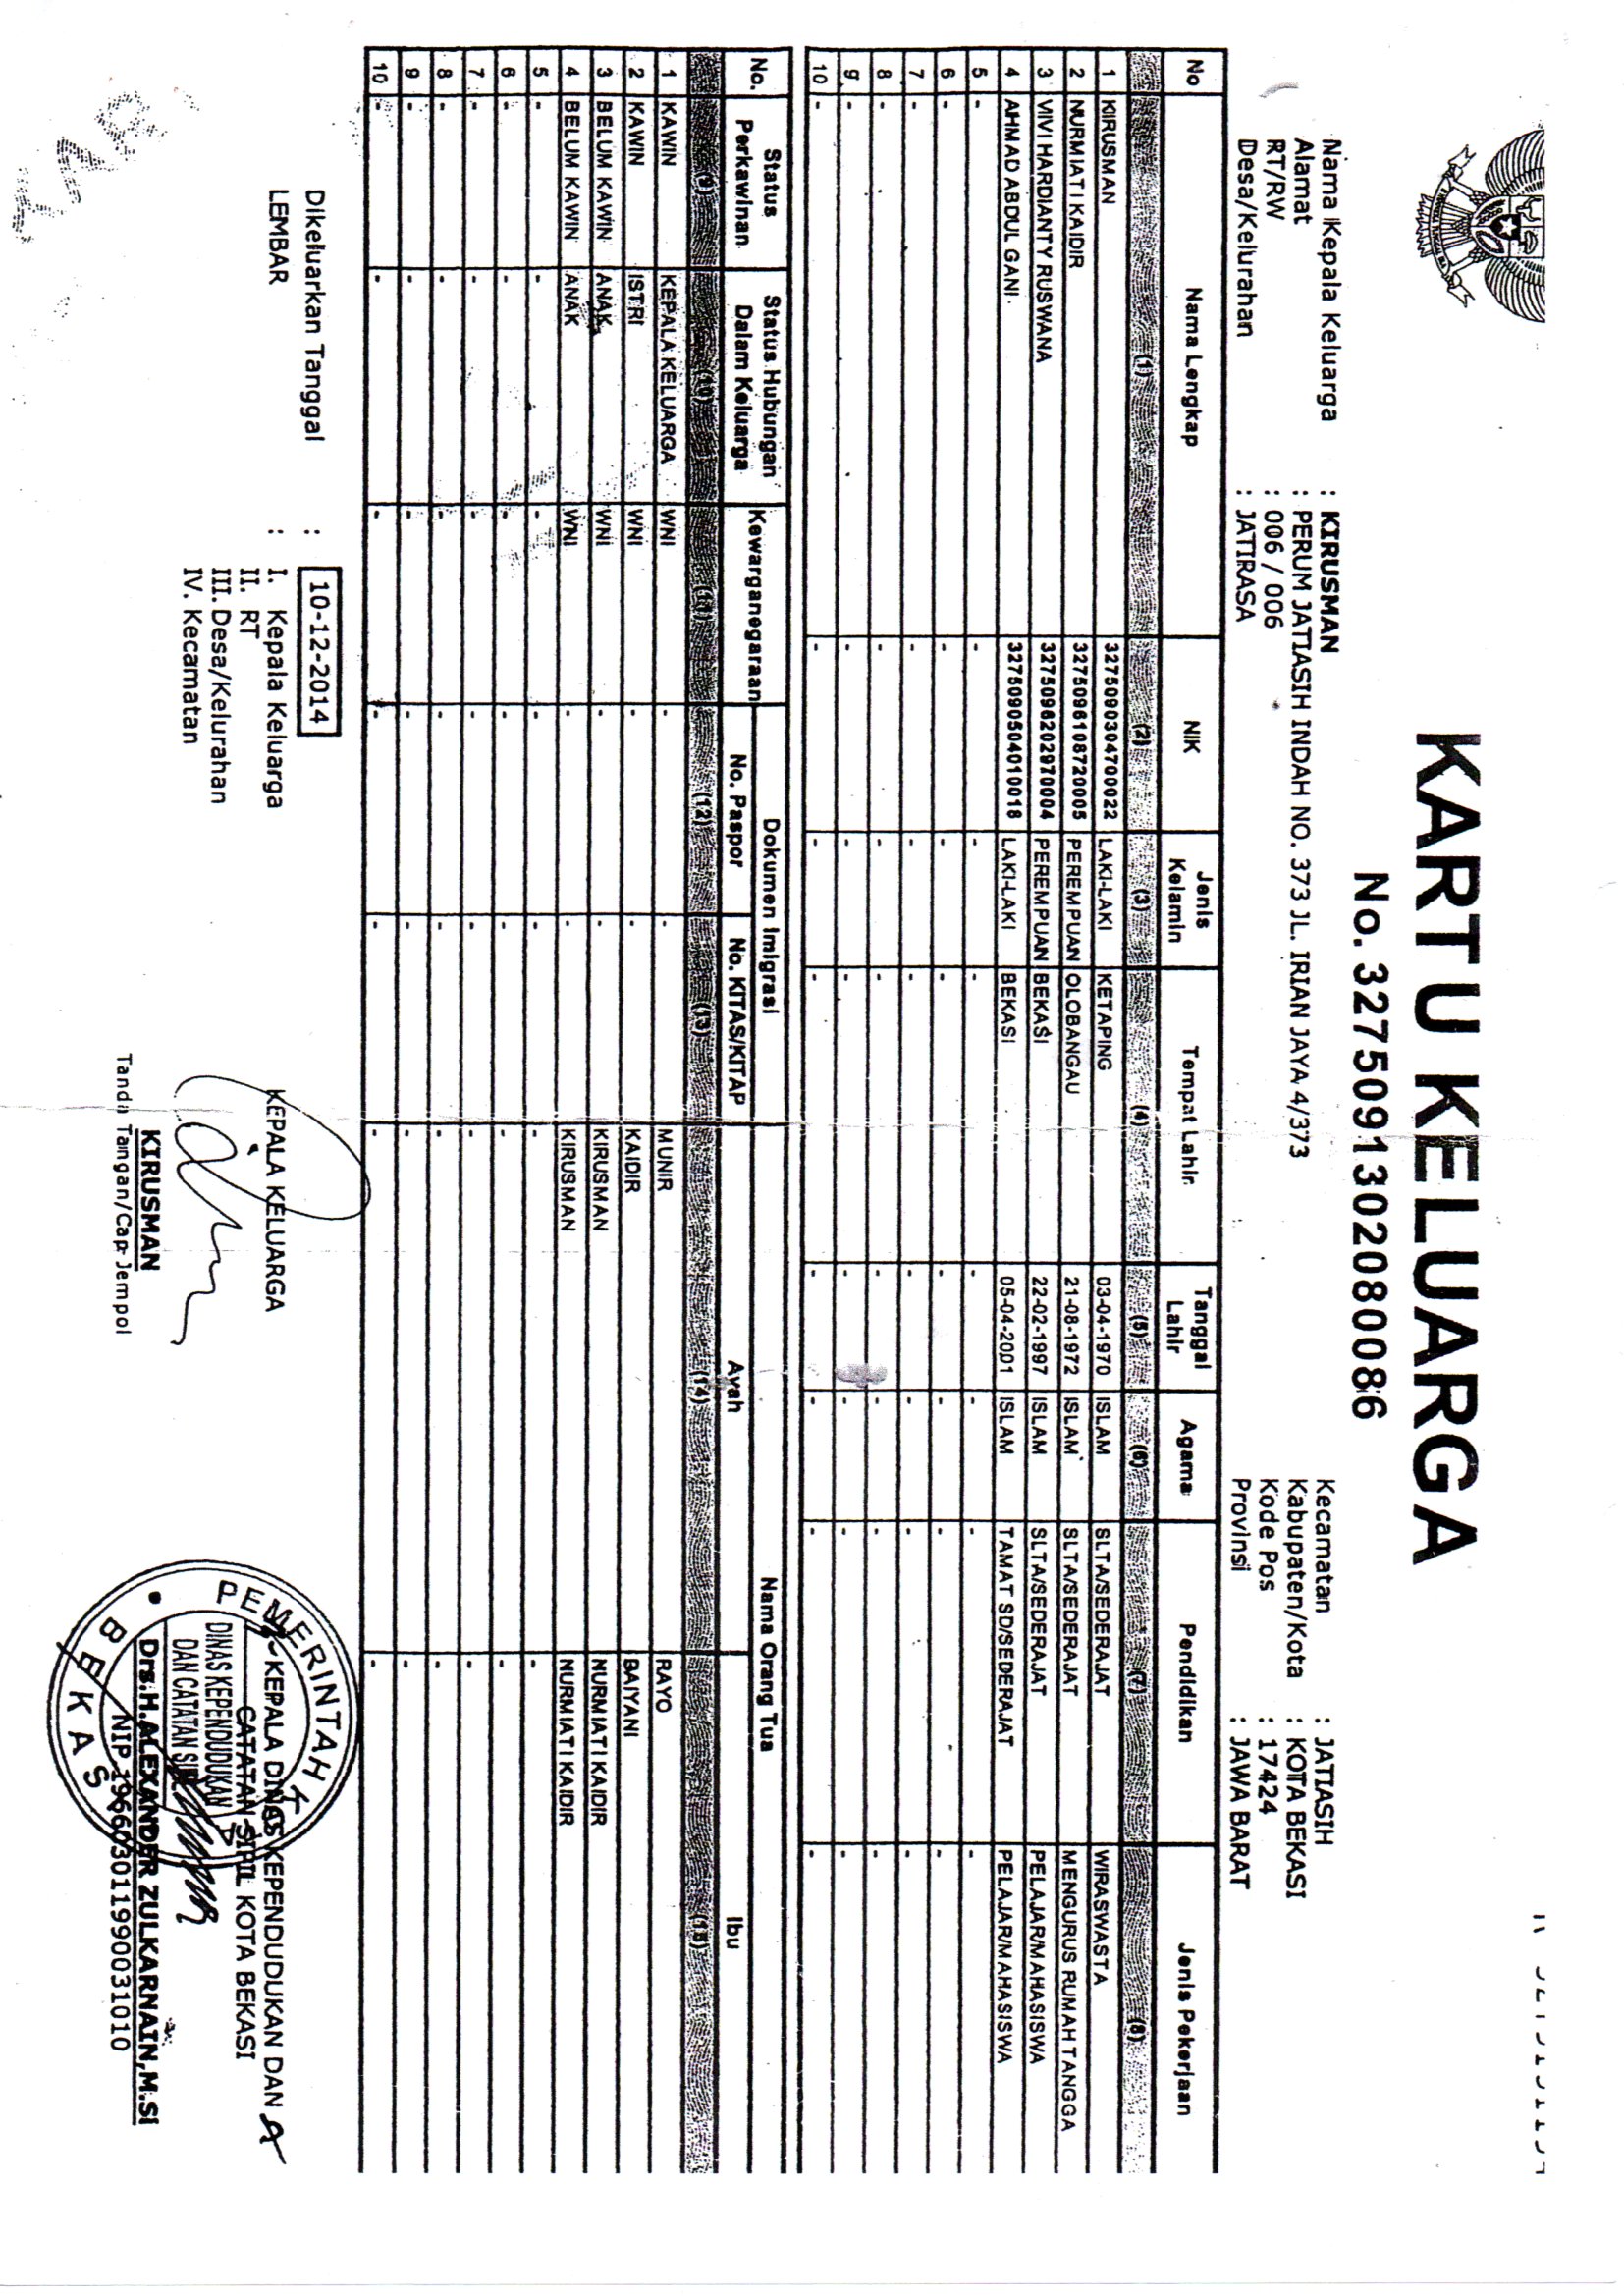 KARTU KELUARGA
No. 3275091302080086
Nama Kepala Keluarga : KIRUSMAN
Alamat : PERUM JATIASIH INDAH NO. 373 JL. IRIAN JAYA 4/373
RT/RW : 006 / 006
Desa/Kelurahan : JATIRASA
Kecamatan : JATIASIH
Kabupaten/Kota : KOTA BEKASI
Kode Pos : 17424
Provinsi : JAWA BARAT
No Nama Lengkap NIK Jenis Kelamin Tempat Lahir Tanggal Lahir Agama Pendidikan Jenis Pekerjaan
(1) (2) (3) (4) (5) (6) (7) (8)
1 KIRUSMAN 3275090304700022 LAKI-LAKI KETAPING 03-04-1970 ISLAM SLTA/SEDERAJAT WIRASWASTA
2 NURMIATI KAIDIR 3275096108720005 PEREMPUAN OLOBANGAU 21-08-1972 ISLAM SLTA/SEDERAJAT MENGURUS RUMAH TANGGA
3 VIVI HARDIANTY RUSWANA 3275096202970004 PEREMPUAN BEKASI 22-02-1997 ISLAM SLTA/SEDERAJAT PELAJAR/MAHASISWA
4 AHMAD ABDUL GANI 3275090504010018 LAKI-LAKI BEKASI 05-04-2001 ISLAM TAMAT SD/SEDERAJAT PELAJAR/MAHASISWA
5 - - - - - - - -
6 - - - - - - - -
7 - - - - - - - -
8 - - - - - - - -
9 - - - - - - - -
10 - - - - - - - -
No. Status Perkawinan Status Hubungan Dalam Keluarga Kewarganegaraan Dokumen Imigrasi Nama Orang Tua
No. Paspor No. KITAS/KITAP Ayah Ibu
(9) (10) (11) (12) (13) (14) (15)
1 KAWIN KEPALA KELUARGA WNI - - MUNIR RAYO
2 KAWIN ISTRI WNI - - KAIDIR BAIYANI
3 BELUM KAWIN ANAK WNI - - KIRUSMAN NURMIATI KAIDIR
4 BELUM KAWIN ANAK WNI - - KIRUSMAN NURMIATI KAIDIR
5 - - - - - - -
6 - - - - - - -
7 - - - - - - -
8 - - - - - - -
9 - - - - - - -
10 - - - - - - -
Dikeluarkan Tanggal : 10-12-2014
LEMBAR : I. Kepala Keluarga
II. RT
III. Desa/Kelurahan
IV. Kecamatan
KEPALA KELUARGA
KIRUSMAN
Tanda Tangan/Cap Jempol
KEPALA DINAS KEPENDUDUKAN DAN
CATATAN SIPIL KOTA BEKASI
Drs.H.ALEXANDER ZULKARNAIN,M.Si
NIP.196603011990031010
PEMERINTAH KOTA
DINAS KEPENDUDUKAN
DAN CATATAN SIPIL
BEKASI